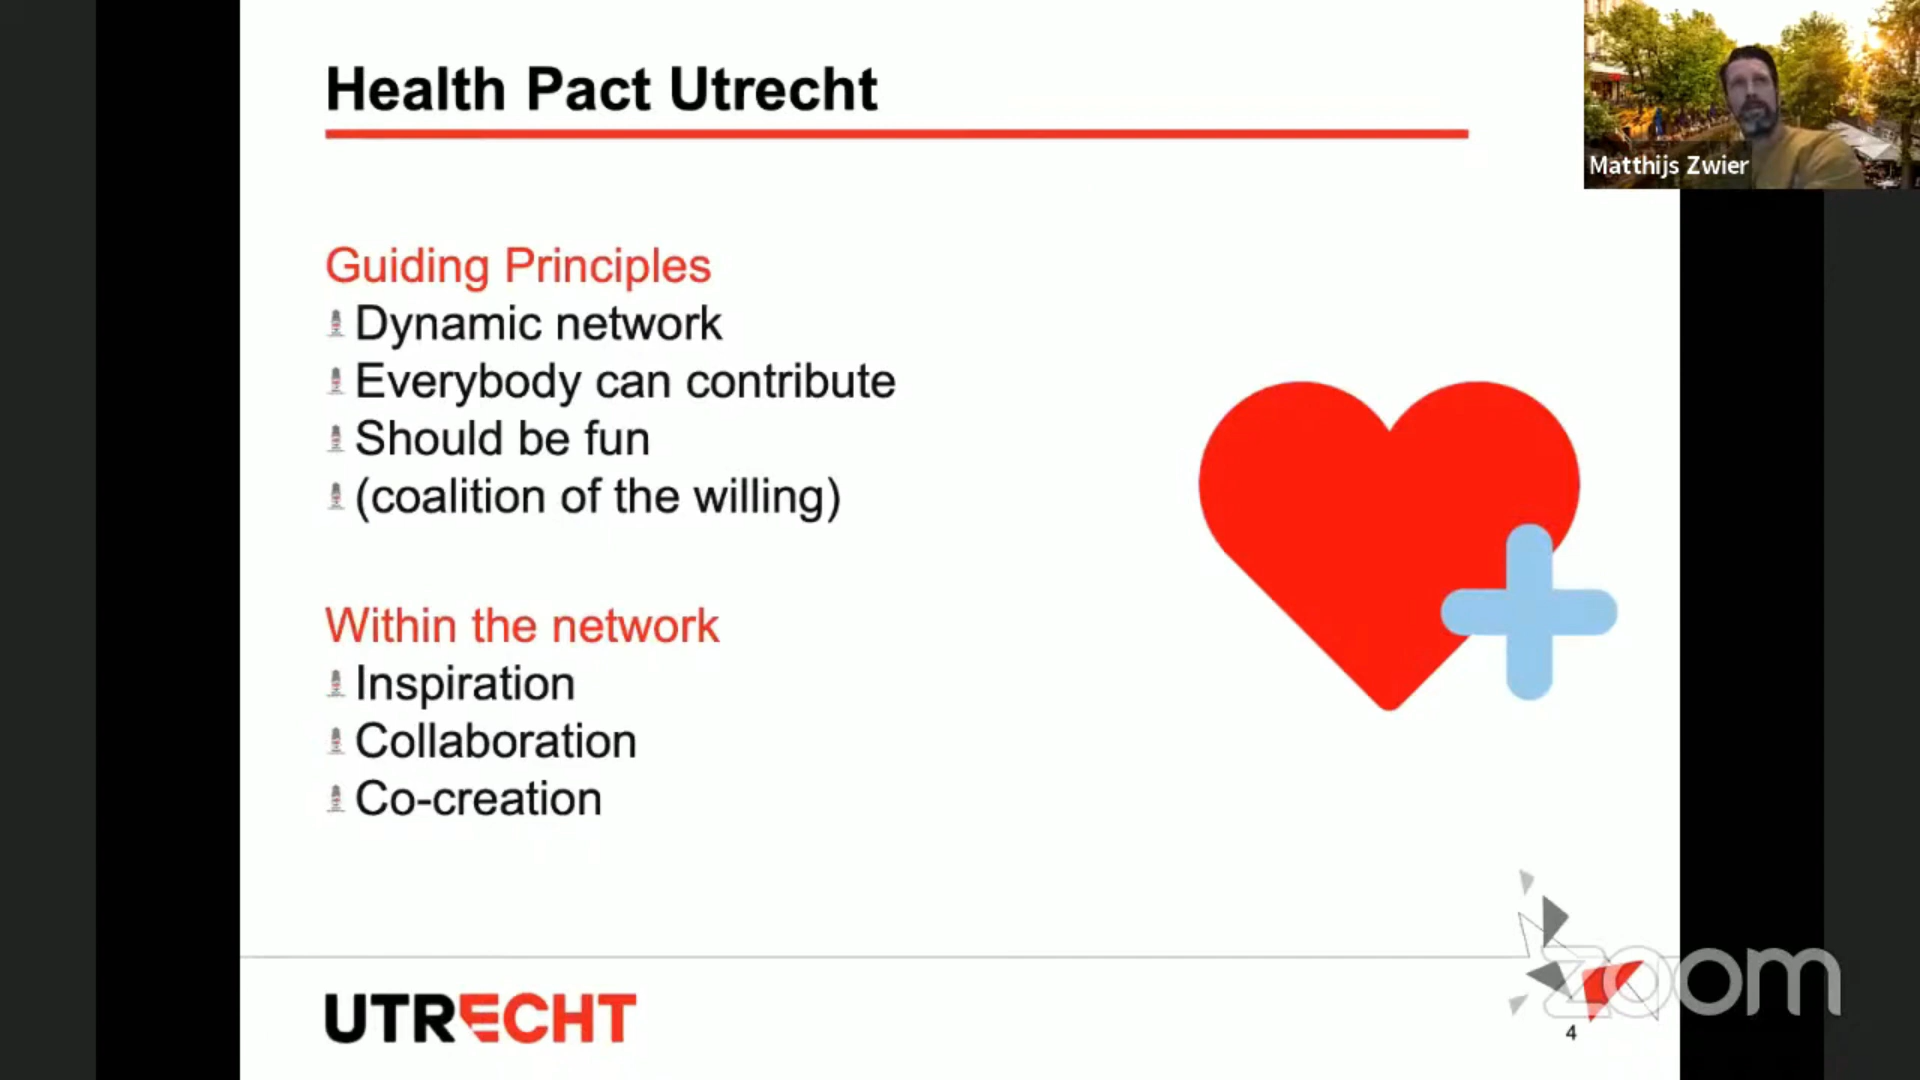 Health Pact Utrecht
Matthijs Zwier
Guiding Principles
Dynamic network
Everybody can contribute
Should be fun
(coalition of the willing)
Within the network
Inspiration
Collaboration
Co-creation
UTRECHT
zoom
4